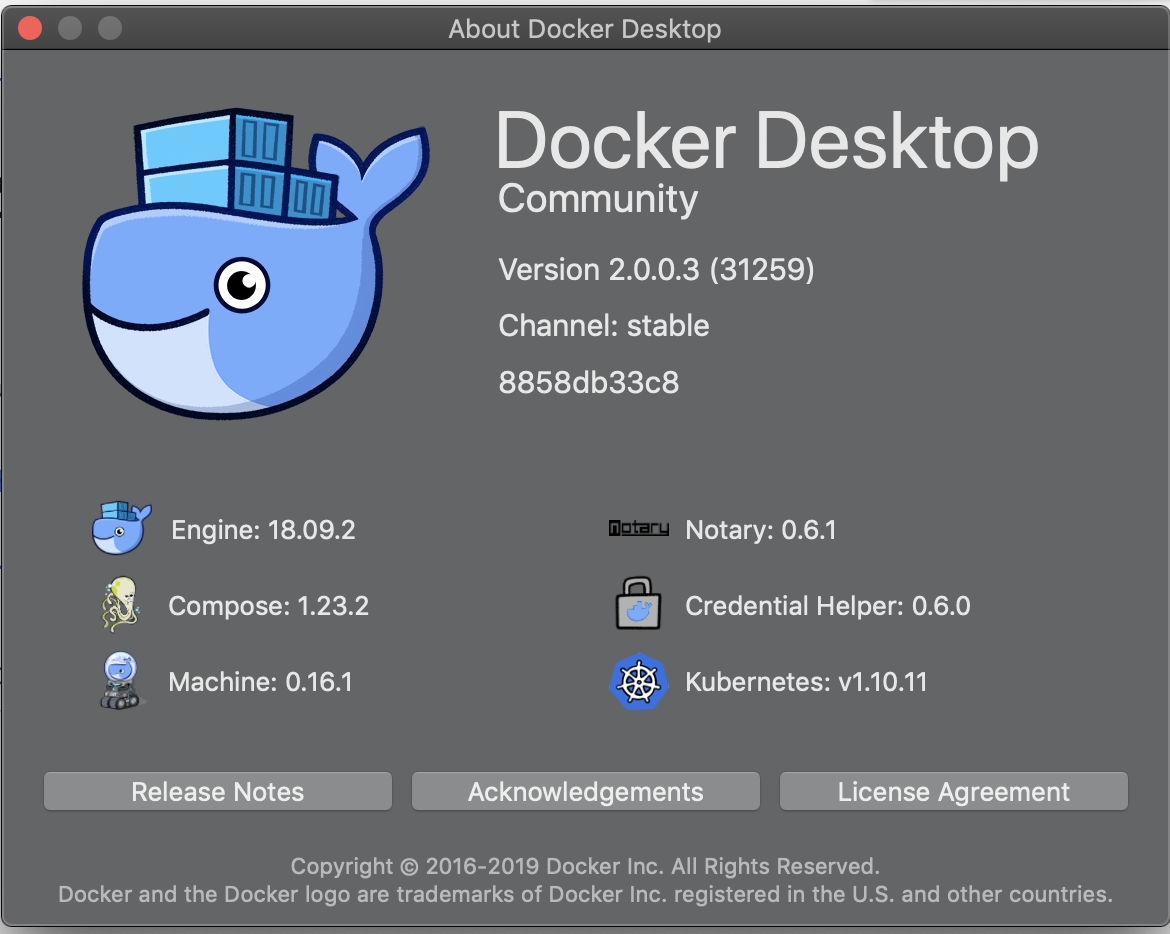 About Docker Desktop
Docker Desktop
Community
Version 2.0.0.3 (31259)
Channel: stable
8858db33c8
Engine: 18.09.2
notary Notary: 0.6.1
Compose: 1.23.2
Credential Helper: 0.6.0
Machine: 0.16.1
Kubernetes: v1.10.11
Release Notes
Acknowledgements
License Agreement
Copyright © 2016-2019 Docker Inc. All Rights Reserved.
Docker and the Docker logo are trademarks of Docker Inc. registered in the U.S. and other countries.